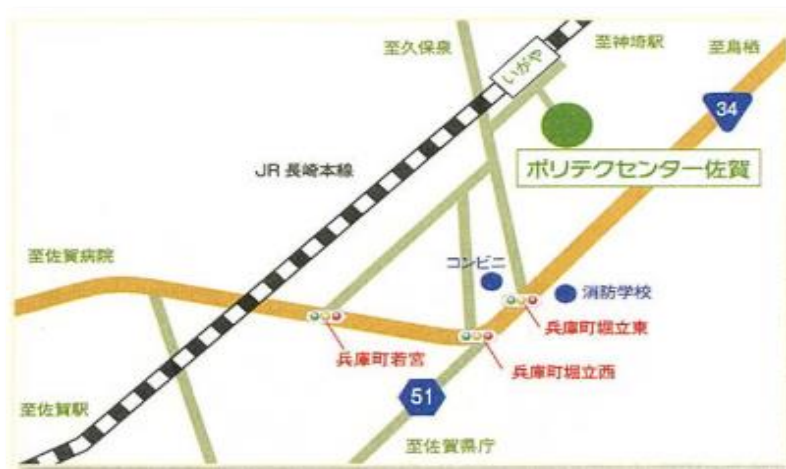 至久保泉
いがや
至神埼駅
至鳥栖
34
JR 長崎本線
ポリテクセンター佐賀
至佐賀病院
コンビニ
消防学校
兵庫町堀立東
兵庫町若宮
兵庫町堀立西
51
至佐賀駅
至佐賀県庁